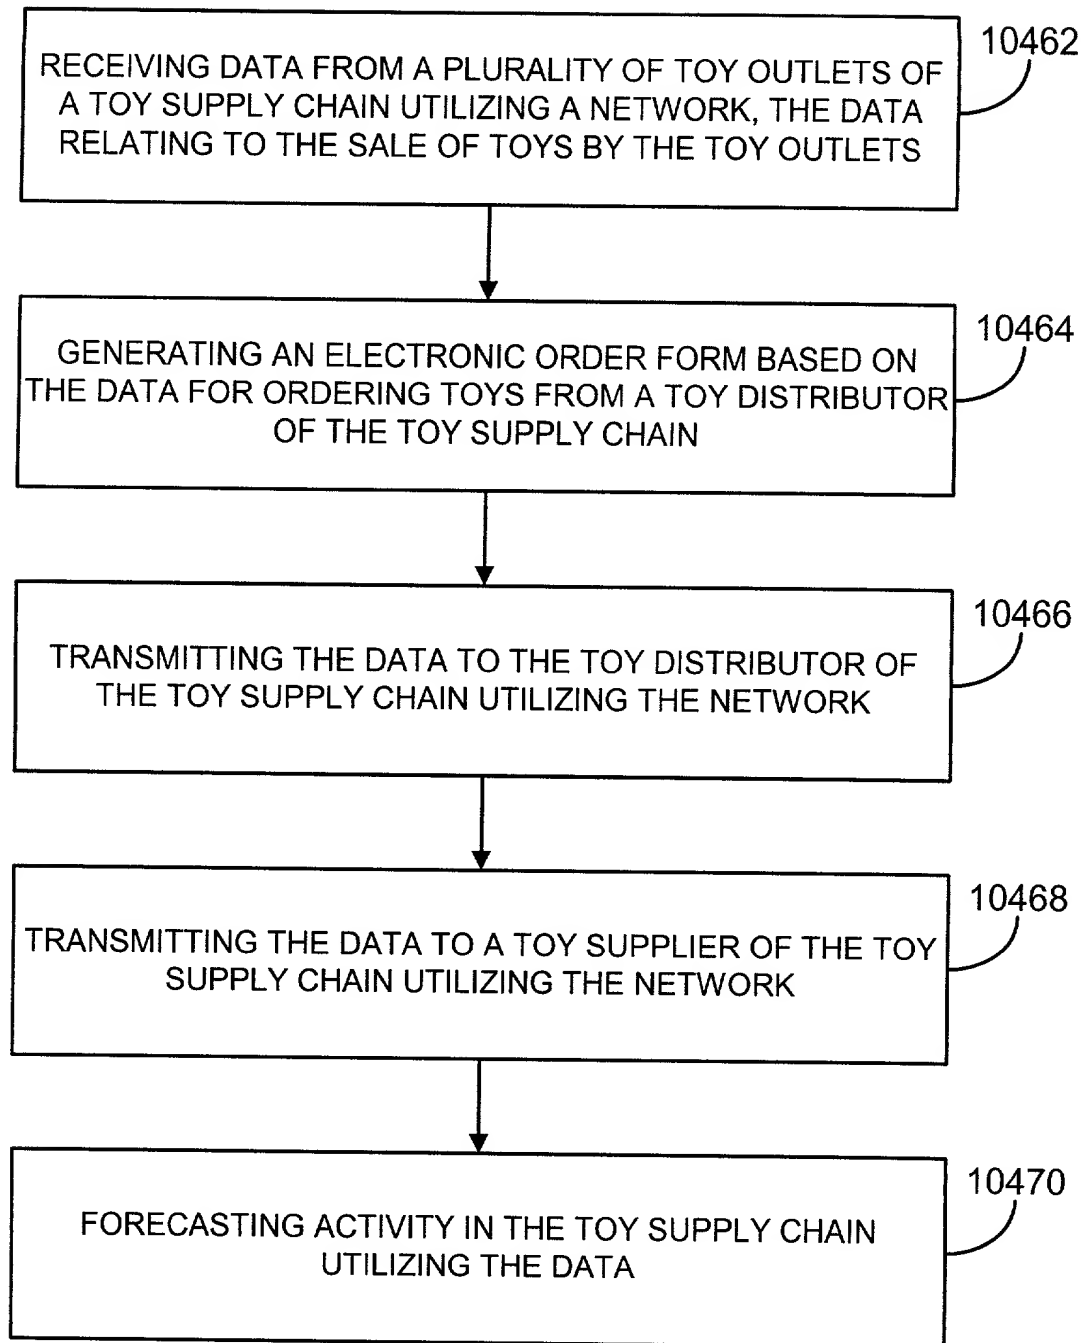 10462
RECEIVING DATA FROM A PLURALITY OF TOY OUTLETS OF
A TOY SUPPLY CHAIN UTILIZING A NETWORK, THE DATA
RELATING TO THE SALE OF TOYS BY THE TOY OUTLETS
10464
GENERATING AN ELECTRONIC ORDER FORM BASED ON
THE DATA FOR ORDERING TOYS FROM A TOY DISTRIBUTOR
OF THE TOY SUPPLY CHAIN
10466
TRANSMITTING THE DATA TO THE TOY DISTRIBUTOR OF
THE TOY SUPPLY CHAIN UTILIZING THE NETWORK
10468
TRANSMITTING THE DATA TO A TOY SUPPLIER OF THE TOY
SUPPLY CHAIN UTILIZING THE NETWORK
10470
FORECASTING ACTIVITY IN THE TOY SUPPLY CHAIN
UTILIZING THE DATA